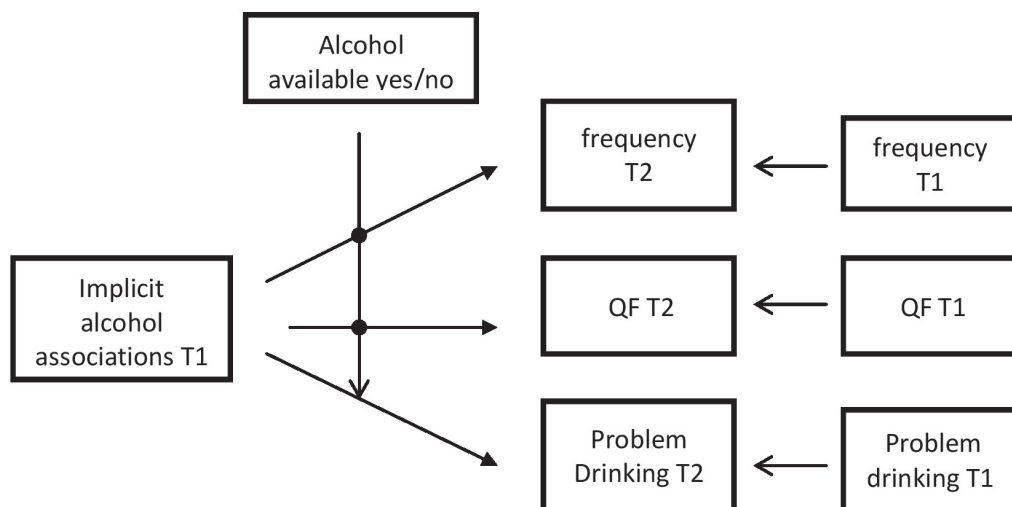 Alcohol
available yes/no
frequency
T2
frequency
T1
Implicit
alcohol
associations T1
QF T2
QF T1
Problem
Drinking T2
Problem
drinking T1